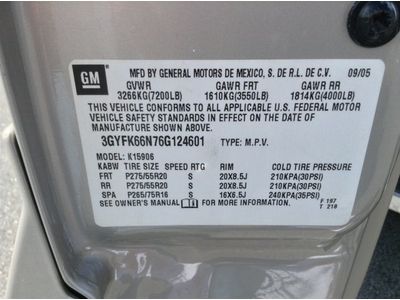 GM
MFD BY GENERAL MOTORS DE MEXICO, S. DE R.L. DE C.V. 09/05
GVWR GAWR FRT GAWR RR
3266KG(7200LB) 1610KG(3550LB) 1814KG(4000LB)
THIS VEHICLE CONFORMS TO ALL APPLICABLE U.S. FEDERAL MOTOR
VEHICLE SAFETY STANDARDS IN EFFECT ON THE DATE OF
MANUFACTURE SHOWN ABOVE.
3GYFK66N76G124601 TYPE: M.P.V.
MODEL: K15906
KABW TIRE SIZE SPEED RTG RIM COLD TIRE PRESSURE
FRT P275/55R20 S 20X8.5J 210KPA(30PSI)
RR P275/55R20 S 20X8.5J 210KPA(30PSI)
SPA P265/75R16 S 16X6.5J 240KPA(35PSI)
SEE OWNER'S MANUAL FOR MORE INFORMATION. F 197
T 218